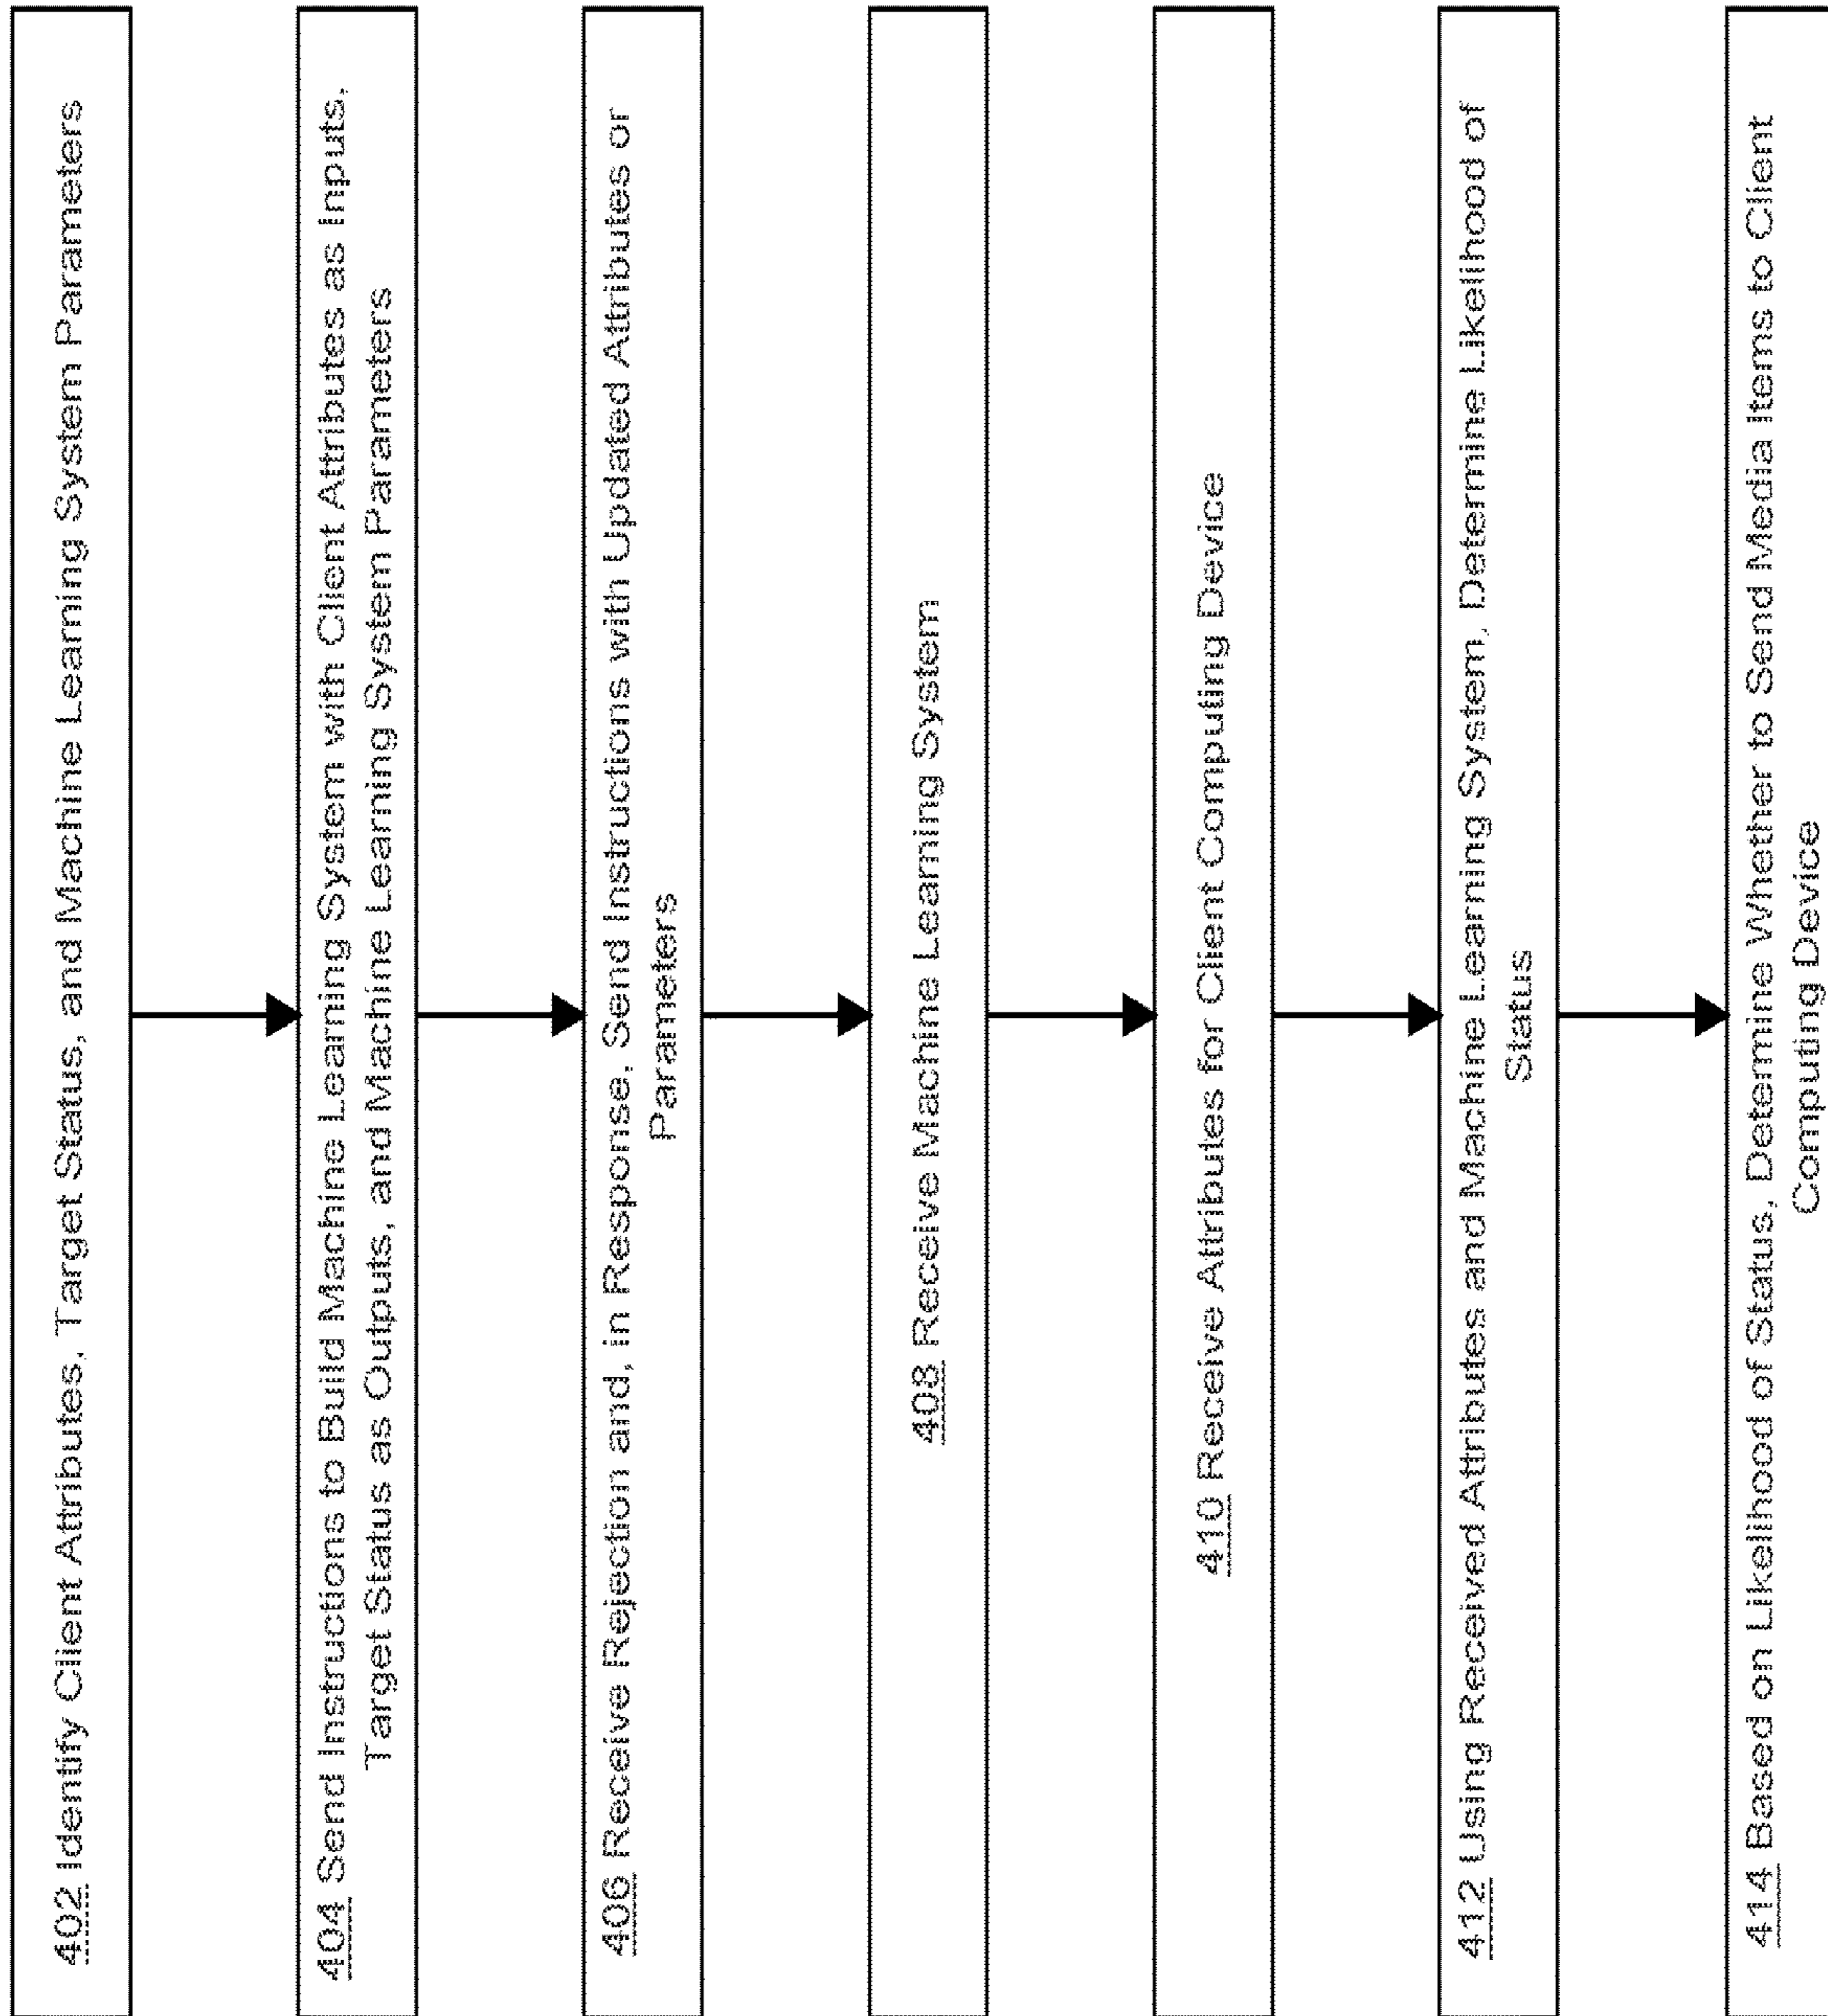 402 Identify Client Attributes, Target Status, and Machine Learning System Parameters
404 Send Instructions to Build Machine Learning System with Client Attributes as Inputs,
Target Status as Outputs, and Machine Learning System Parameters
406 Receive Rejection and, in Response, Send Instructions with Updated Attributes or
Parameters
408 Receive Machine Learning System
410 Receive Attributes for Client Computing Device
412 Using Received Attributes and Machine Learning System, Determine Likelihood of
Status
414 Based on Likelihood of Status, Determine Whether to Send Media Items to Client
Computing Device